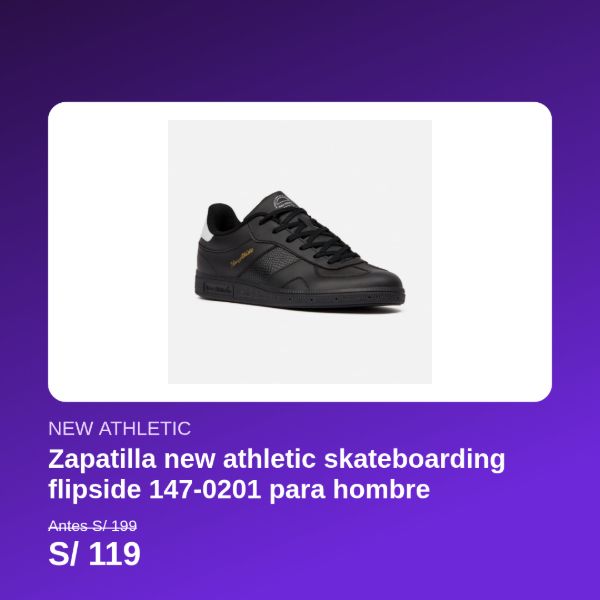 NEW ATHLETIC
Zapatilla new athletic skateboarding
flipside 147-0201 para hombre
Antes S/ 199
S/ 119